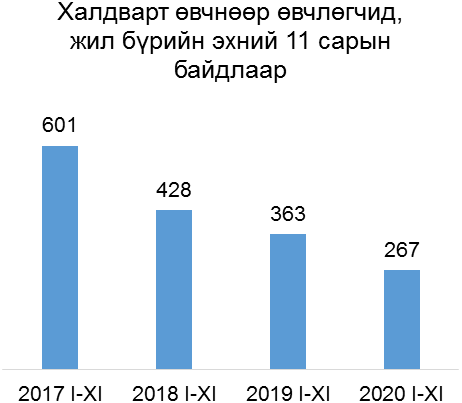 Халдварт өвчнөөр өвчлөгчид,
жил бүрийн эхний 11 сарын
байдлаар
601
428
363
267
2017 I-XI
2018 I-XI
2019 I-XI
2020 I-XI